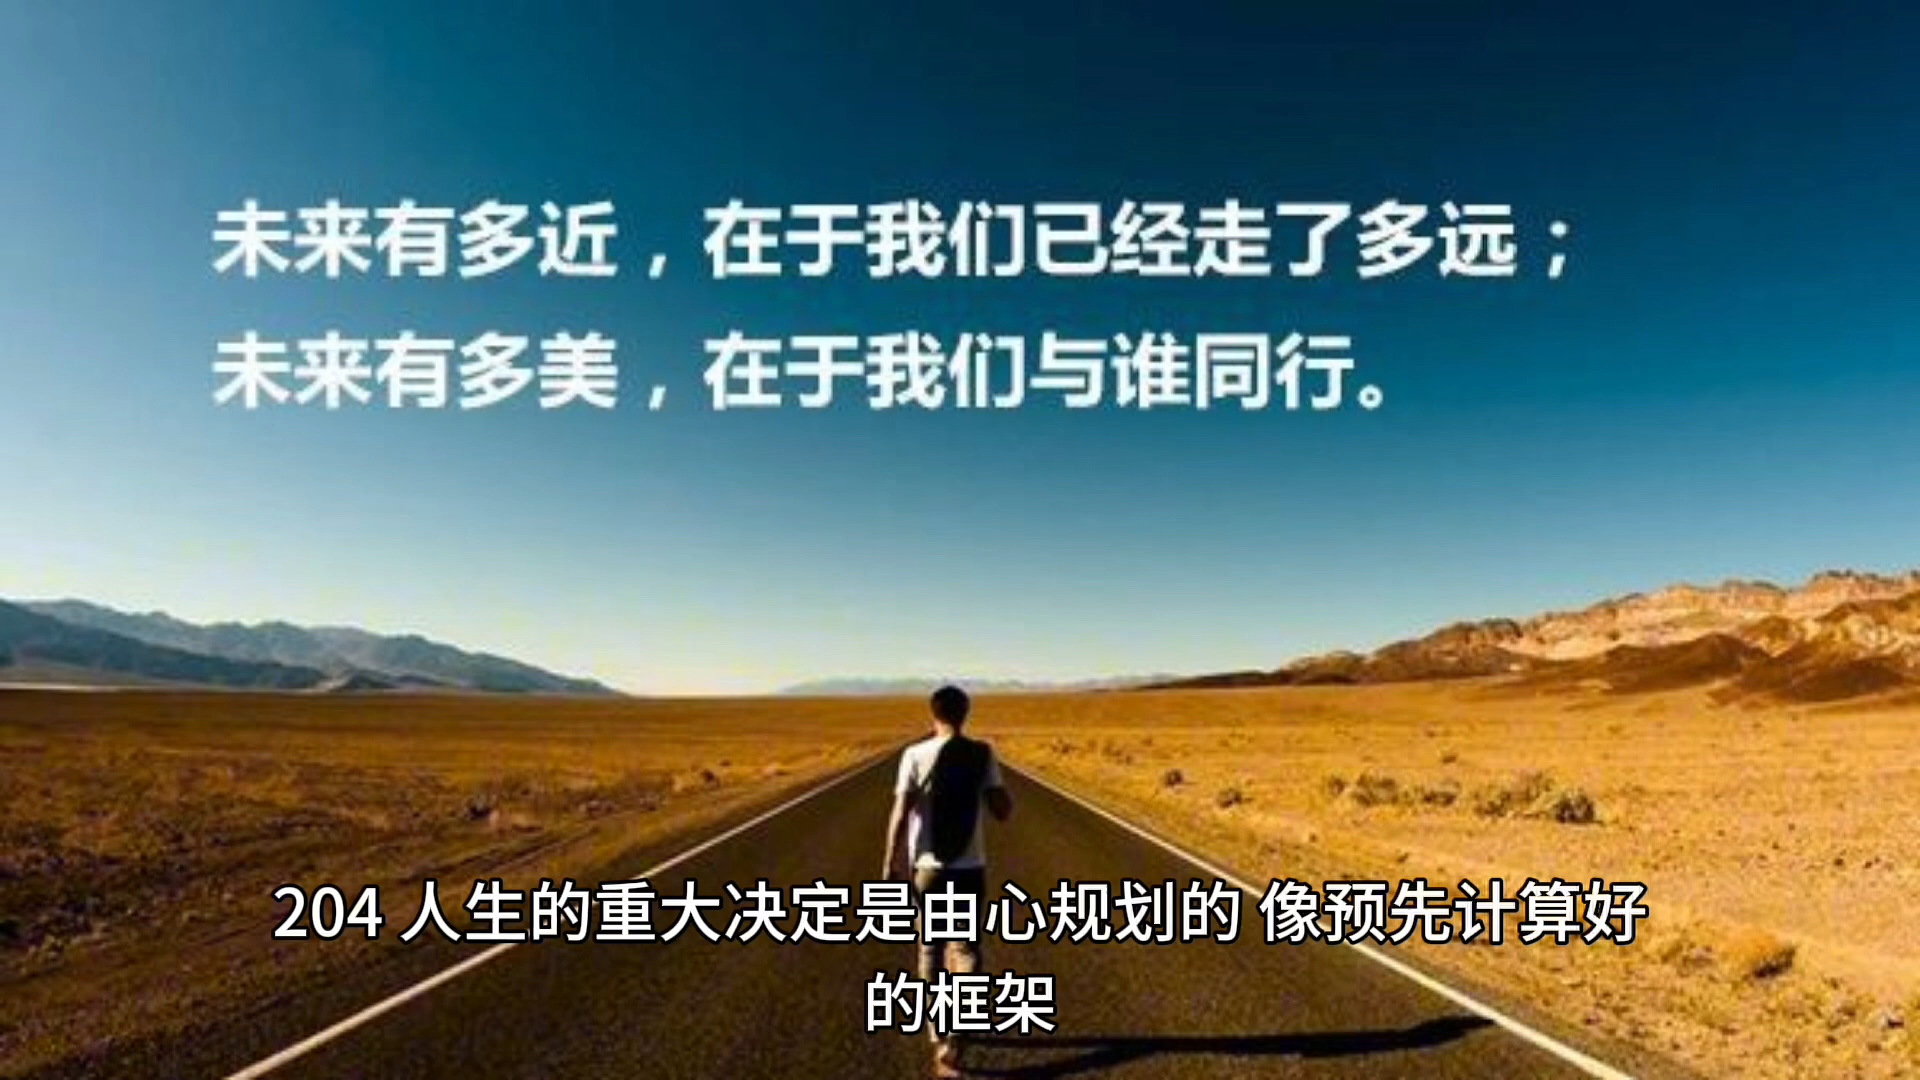 未来有多近，在于我们已经走了多远；
未来有多美，在于我们与谁同行。
204 人生的重大决定是由心规划的 像预先计算好
的框架